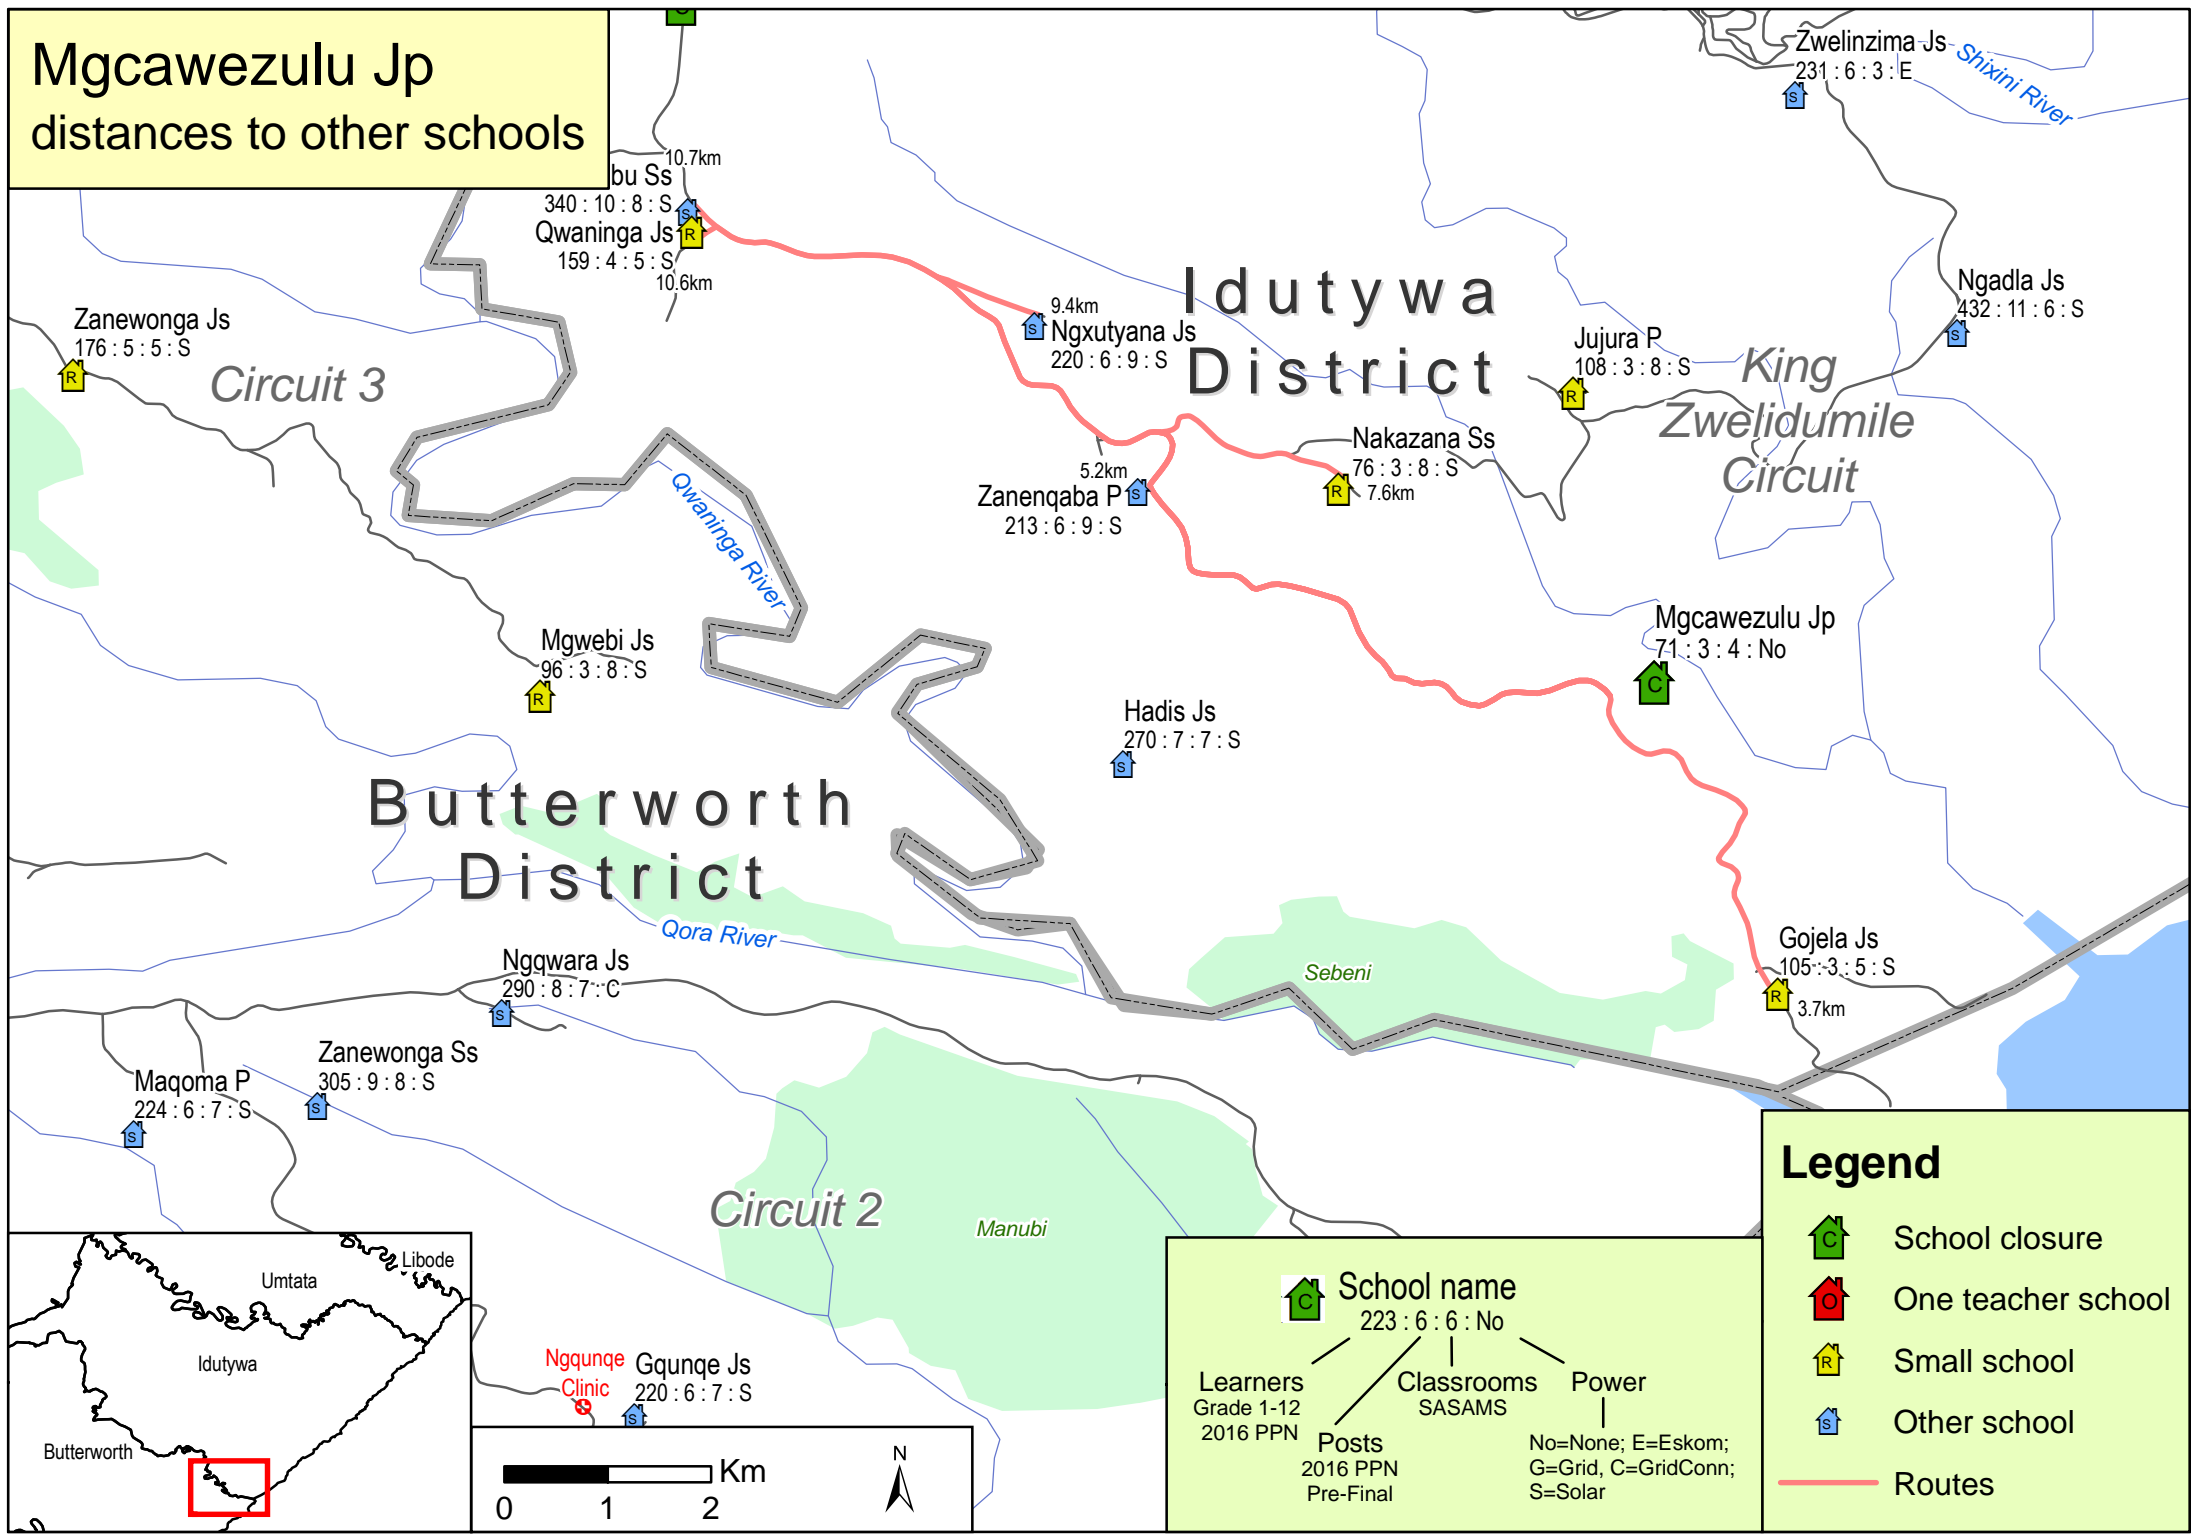 Mgcawezulu Jp
distances to other schools
C
Zwelinzima Js
231 : 6 : 3 : E
S
Shixini River
10.7km
bu Ss
340 : 10 : 8 : S
S
Qwaninga Js
159 : 4 : 5 : S
R
10.6km
Idutywa
District
9.4km
Ngxutyana Js
220 : 6 : 9 : S
S
Ngadla Js
432 : 11 : 6 : S
S
Zanewonga Js
176 : 5 : 5 : S
R
Circuit 3
Jujura P
108 : 3 : 8 : S
R
King
Zwelidumile
Circuit
Nakazana Ss
76 : 3 : 8 : S
R
7.6km
5.2km
Zanenqaba P
213 : 6 : 9 : S
S
Qwaninga River
Mgcawezulu Jp
71 : 3 : 4 : No
C
Mgwebi Js
96 : 3 : 8 : S
R
Hadis Js
270 : 7 : 7 : S
S
Butterworth
District
Qora River
Gojela Js
105 : 3 : 5 : S
R
3.7km
Sebeni
Ngqwara Js
290 : 8 : 7 : C
S
Zanewonga Ss
305 : 9 : 8 : S
S
Maqoma P
224 : 6 : 7 : S
S
Circuit 2
Manubi
Ngqunqe
Clinic
Gqunqe Js
220 : 6 : 7 : S
S
Libode
Umtata
Idutywa
Butterworth
Km
0 1 2
N
C
School name
223 : 6 : 6 : No
Learners
Grade 1-12
2016 PPN
Posts
2016 PPN
Pre-Final
Classrooms
SASAMS
Power
No=None; E=Eskom;
G=Grid, C=GridConn;
S=Solar
Legend
C School closure
O One teacher school
R Small school
S Other school
Routes